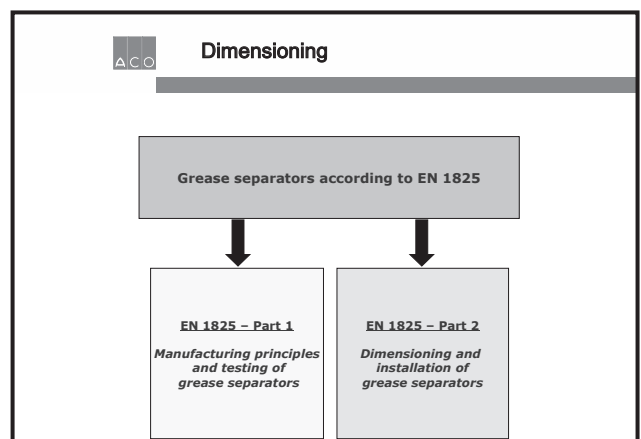 ACO
Dimensioning
Grease separators according to EN 1825
EN 1825 – Part 1
Manufacturing principles
and testing of
grease separators
EN 1825 – Part 2
Dimensioning and
installation of
grease separators